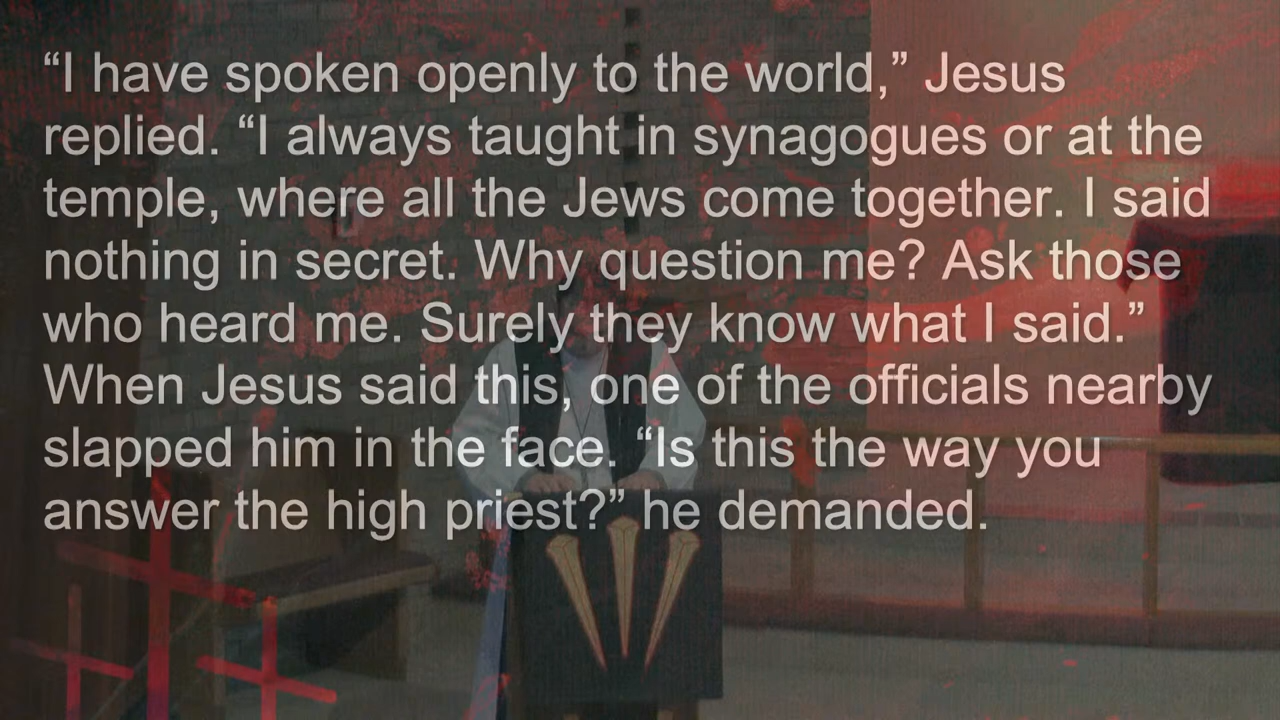 “I have spoken openly to the world,” Jesus
replied. “I always taught in synagogues or at the
temple, where all the Jews come together. I said
nothing in secret. Why question me? Ask those
who heard me. Surely they know what I said.”
When Jesus said this, one of the officials nearby
slapped him in the face. “Is this the way you
answer the high priest?” he demanded.